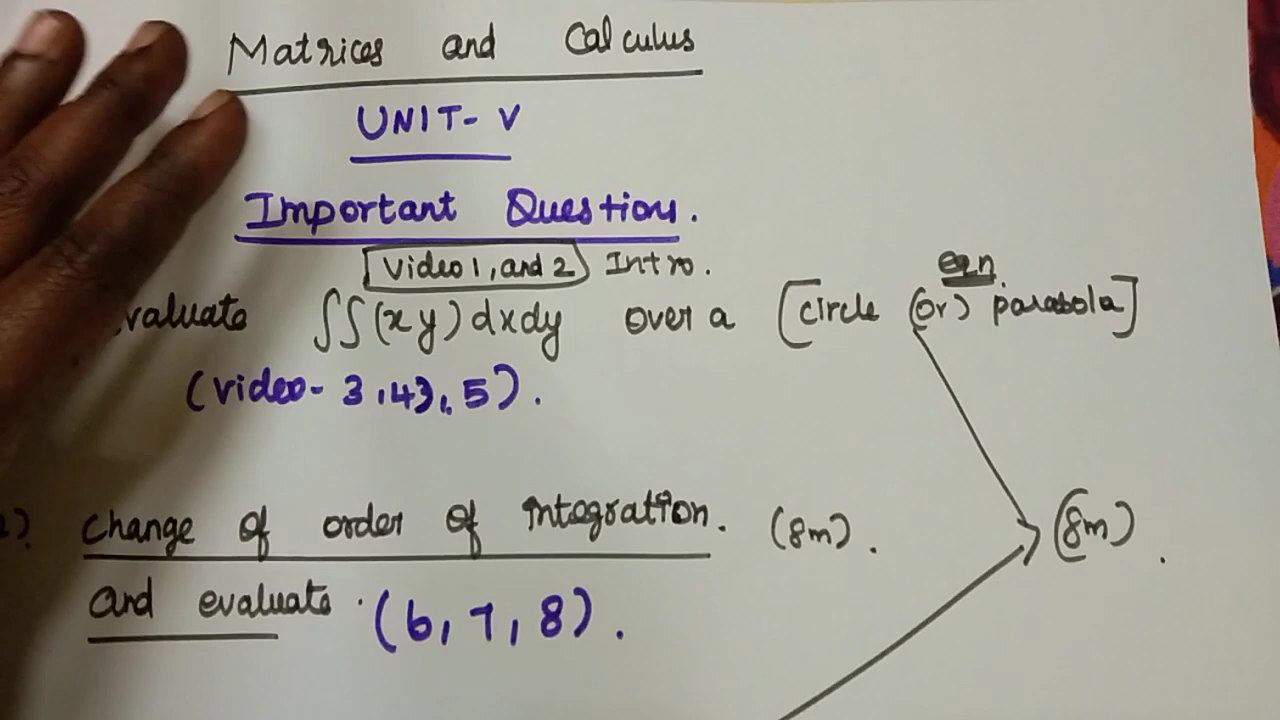 Matrices and Calculus
UNIT- V
Important Questions.
Video 1, and 2 Intro.
eqn
valuate ∫∫(xy) dxdy over a [circle (or) parabola]
(video - 3,4,5).
2). change of order of integration. (8m).
(8m).
and evaluate. (6, 7, 8).